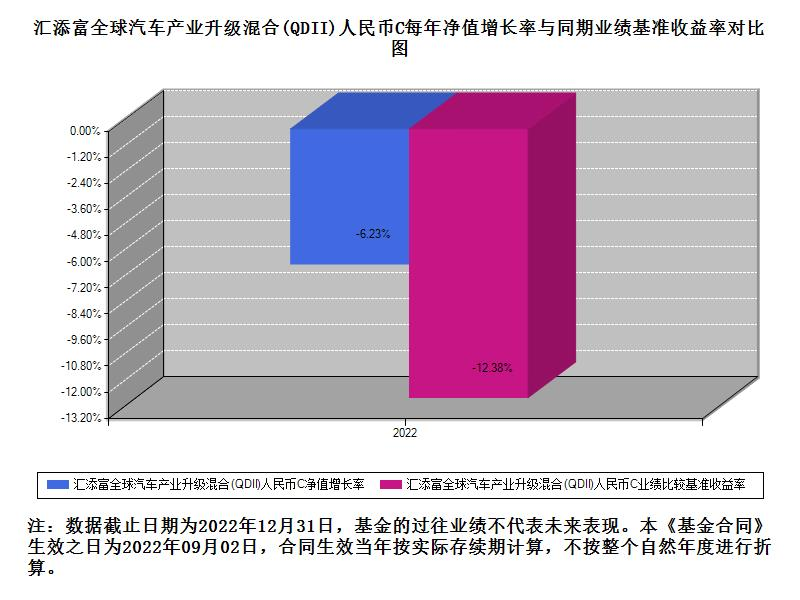 汇添富全球汽车产业升级混合(QDII)人民币C每年净值增长率与同期业绩基准收益率对比
图
0.00%
-1.20%
-2.40%
-3.60%
-4.80%
-6.00%
-7.20%
-8.40%
-9.60%
-10.80%
-12.00%
-13.20%
-6.23%
-12.38%
2022
汇添富全球汽车产业升级混合(QDII)人民币C净值增长率
汇添富全球汽车产业升级混合(QDII)人民币C业绩比较基准收益率
注：数据截止日期为2022年12月31日，基金的过往业绩不代表未来表现。本《基金合同》
生效之日为2022年09月02日，合同生效当年按实际存续期计算，不按整个自然年度进行折
算。